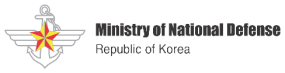 Ministry of National Defense
Republic of Korea